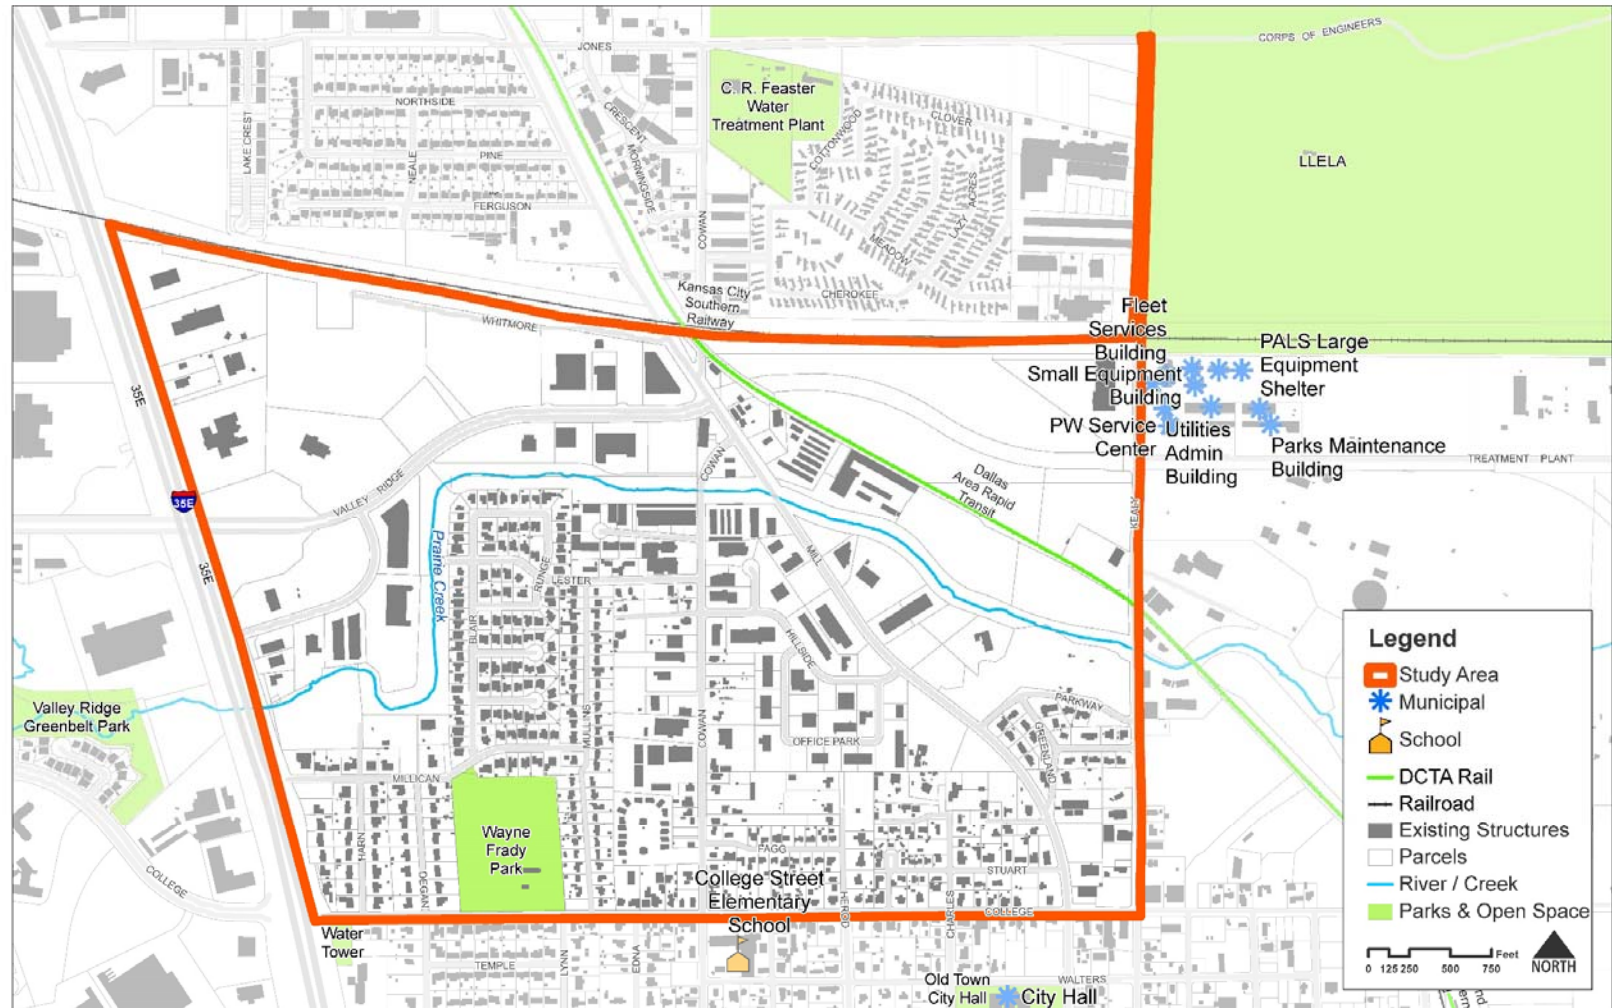 CORPS OF ENGINEERS
JONES
C. R. Feaster
Water
Treatment Plant
NORTHSIDE
CRESCENT
COTTONWOOD
CLOVER
LAKE CREST
NEALE
PINE
MORNINGSIDE
LLELA
FERGUSON
COWAN
LAZY ACRES
MEADOW
CHEROKEE
Kansas City
Southern
Railway
WHITMORE
Fleet
Services
Building
Small Equipment
Building
PW Service
Center
Utilities
Admin
Building
PALS Large
Equipment
Shelter
Parks Maintenance
Building
TREATMENT PLANT
35E
35E
35E
VALLEY RIDGE
COWAN
Dallas
Area Rapid
Transit
KEALY
Prairie Creek
MILL
RUNGE
LESTER
BLAIR
HILLSIDE
Valley Ridge
Greenbelt Park
MULLINS
COWAN
OFFICE PARK
PARKWAY
GREENLAND
MILLICAN
HARN
DEGAN
Wayne
Frady
Park
FAGG
STUART
COLLEGE
College Street
Elementary
School
HEROD
CHARLES
COLLEGE
Water
Tower
TEMPLE
LYNN
EDNA
WALTERS
Old Town
City Hall
City Hall
Legend
Study Area
Municipal
School
DCTA Rail
Railroad
Existing Structures
Parcels
River / Creek
Parks & Open Space
0 125 250 500 750 Feet
NORTH